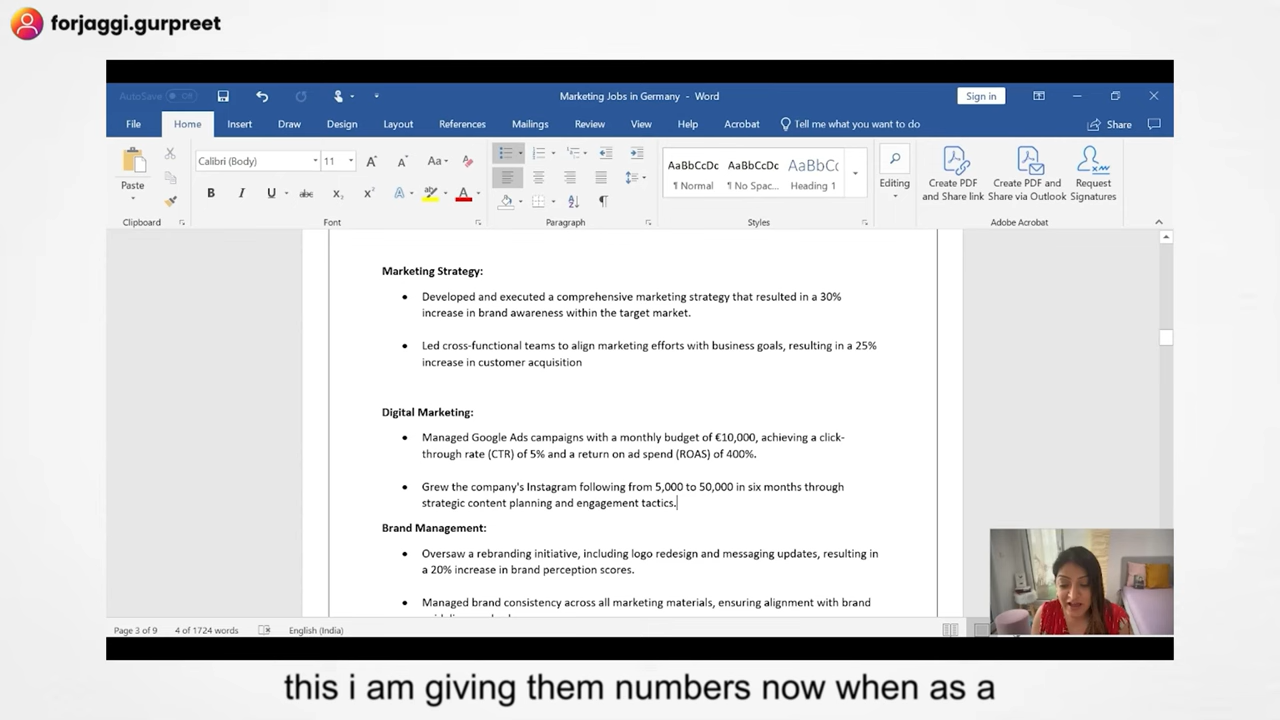 forjaggi.gurpreet
AutoSave Off
Marketing Jobs in Germany - Word
Sign in
File Home Insert Draw Design Layout References Mailings Review View Help Acrobat Tell me what you want to do Share
Calibri (Body) 11 Aa
AaBbCcDc AaBbCcDc AaBbCc
Paste
B I U abc x₂ x² A A
¶ Normal ¶ No Spac... Heading 1
Editing
Create PDF and Share link
Create PDF and Share via Outlook
Request Signatures
Clipboard Font Paragraph Styles Adobe Acrobat
Marketing Strategy:
• Developed and executed a comprehensive marketing strategy that resulted in a 30%
increase in brand awareness within the target market.
• Led cross-functional teams to align marketing efforts with business goals, resulting in a 25%
increase in customer acquisition
Digital Marketing:
• Managed Google Ads campaigns with a monthly budget of €10,000, achieving a click-
through rate (CTR) of 5% and a return on ad spend (ROAS) of 400%.
• Grew the company's Instagram following from 5,000 to 50,000 in six months through
strategic content planning and engagement tactics.
Brand Management:
• Oversaw a rebranding initiative, including logo redesign and messaging updates, resulting in
a 20% increase in brand perception scores.
• Managed brand consistency across all marketing materials, ensuring alignment with brand
Page 3 of 9 4 of 1724 words English (India)
this i am giving them numbers now when as a